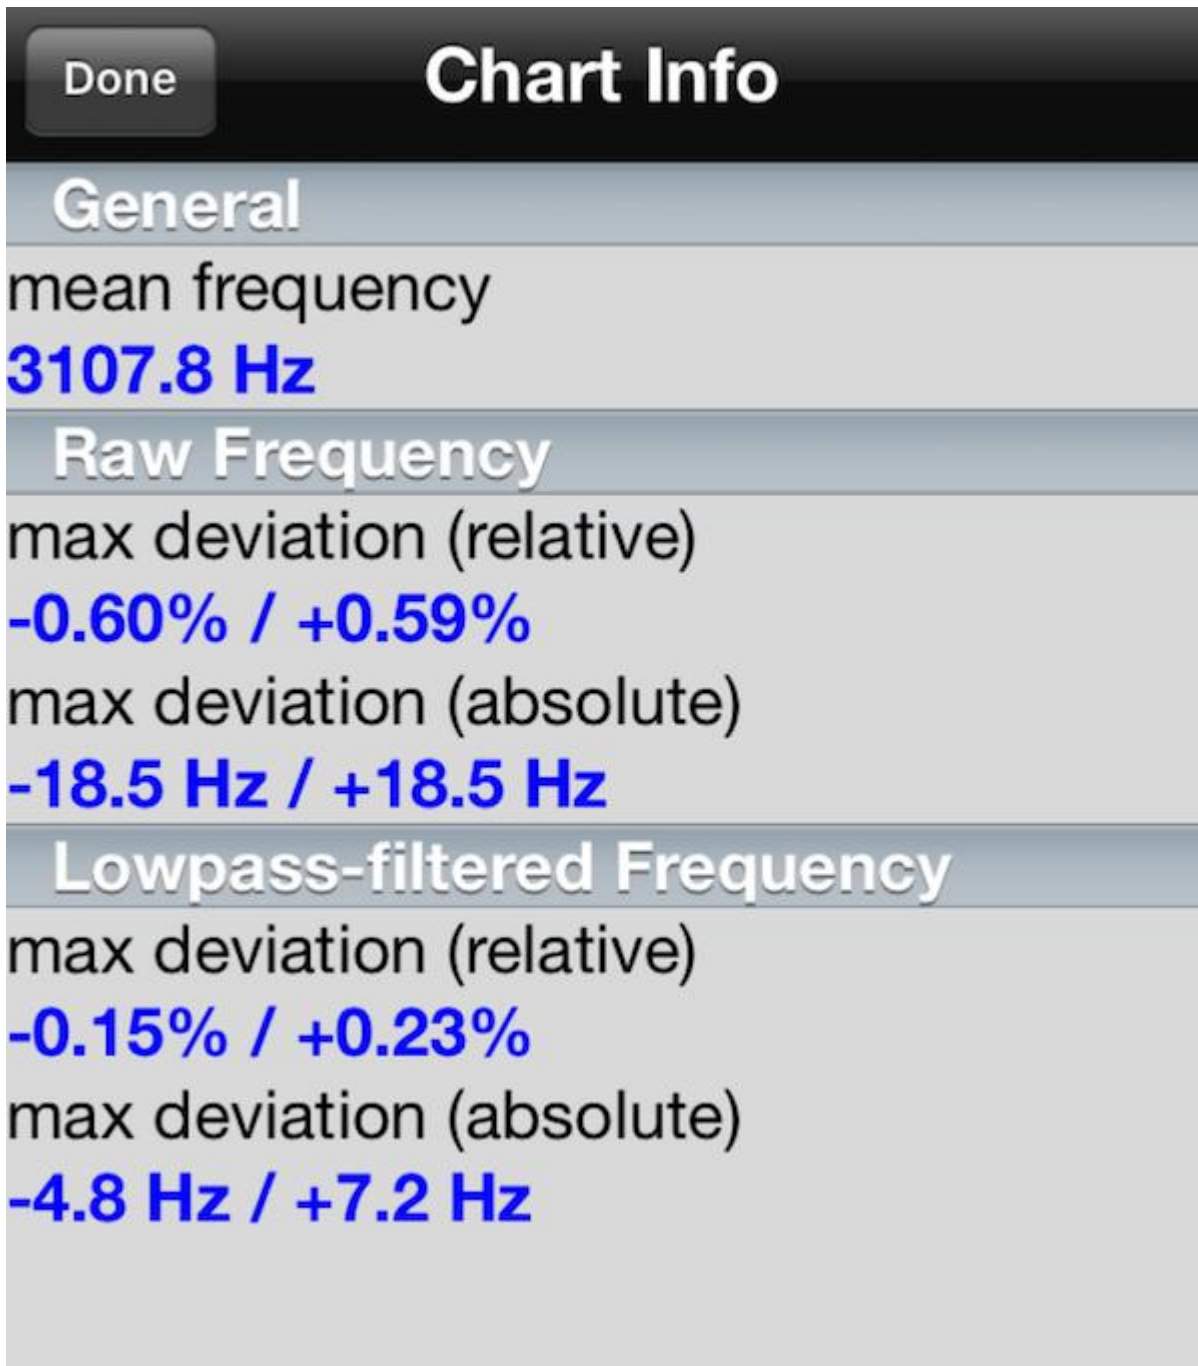 Done
Chart Info
General
mean frequency
3107.8 Hz
Raw Frequency
max deviation (relative)
-0.60% / +0.59%
max deviation (absolute)
-18.5 Hz / +18.5 Hz
Lowpass-filtered Frequency
max deviation (relative)
-0.15% / +0.23%
max deviation (absolute)
-4.8 Hz / +7.2 Hz